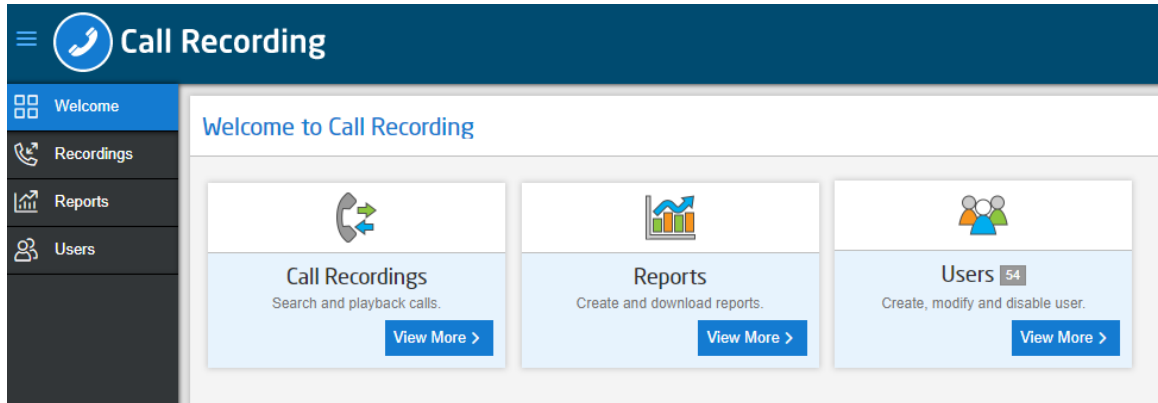 Call Recording
Welcome
Recordings
Reports
Users
Welcome to Call Recording
Call Recordings
Search and playback calls.
View More
Reports
Create and download reports.
View More
Users 54
Create, modify and disable user.
View More